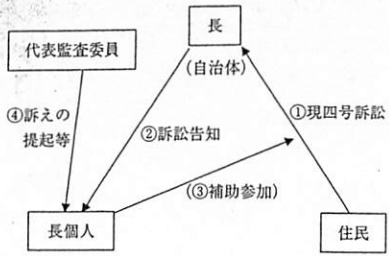 長
代表監査委員
(自治体)
①現四号訴訟
④訴えの
提起等
②訴訟告知
(③補助参加)
長個人
住民